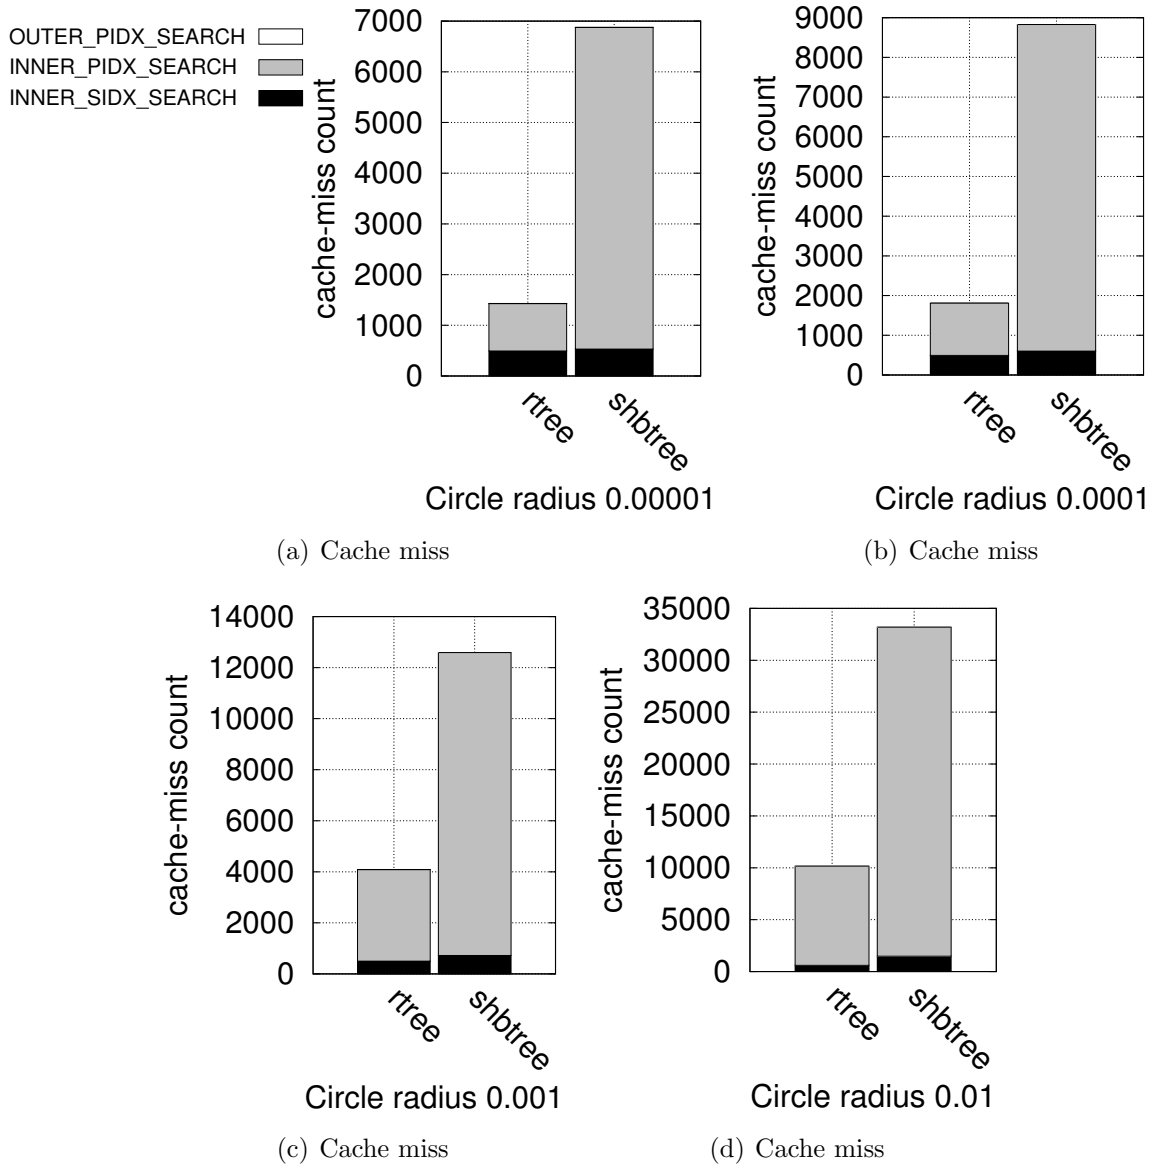 OUTER_PIDX_SEARCH
INNER_PIDX_SEARCH
INNER_SIDX_SEARCH
cache-miss count
7000
6000
5000
4000
3000
2000
1000
0
rtree
shbtree
Circle radius 0.00001
(a) Cache miss
cache-miss count
9000
8000
7000
6000
5000
4000
3000
2000
1000
0
rtree
shbtree
Circle radius 0.0001
(b) Cache miss
cache-miss count
14000
12000
10000
8000
6000
4000
2000
0
rtree
shbtree
Circle radius 0.001
(c) Cache miss
cache-miss count
35000
30000
25000
20000
15000
10000
5000
0
rtree
shbtree
Circle radius 0.01
(d) Cache miss